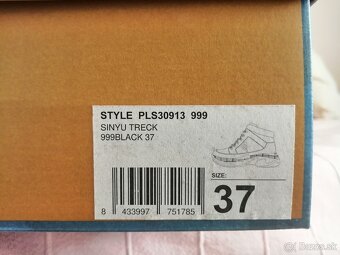 STYLE PLS30913 999
SINYU TRECK
999BLACK 37
SIZE:
37
8 433997 751785
Bazos.sk